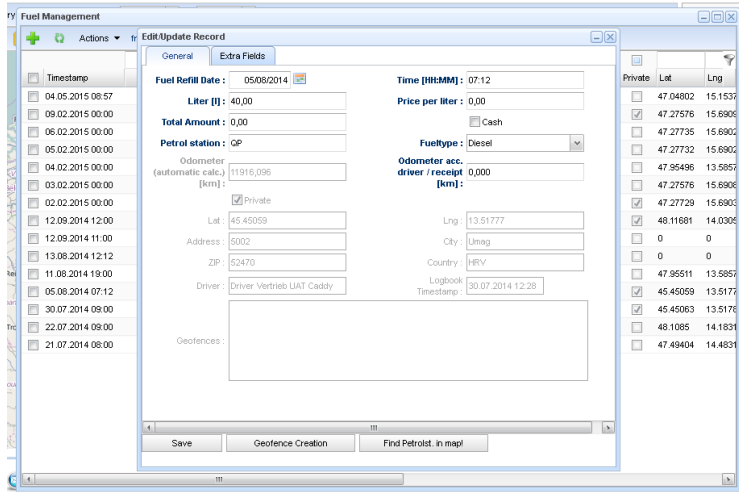 Fuel Management
Actions
Edit/Update Record
General Extra Fields
Fuel Refill Date : 05/08/2014 Time [HH:MM] : 07:12
Liter [l] : 40,00 Price per liter : 0,00
Total Amount : 0,00 Cash
Petrol station : QP Fueltype : Diesel
Odometer (automatic calc.) [km] : 11916,096 Odometer acc. driver / receipt [km] : 0,000
Private
Lat : 45.45059 Lng : 13.51777
Address : 5002 City : Umag
ZIP : 52470 Country : HRV
Driver : Driver Vertrieb UAT Caddy Logbook Timestamp : 30.07.2014 12:28
Geofences :
Save Geofence Creation Find Petrolst. in map!
Timestamp Private Lat Lng
04.05.2015 08:57 47.04802 15.1537
09.02.2015 00:00 47.27576 15.6909
06.02.2015 00:00 47.27735 15.6902
05.02.2015 00:00 47.27732 15.6902
04.02.2015 00:00 47.95496 13.5857
03.02.2015 00:00 47.27576 15.6908
02.02.2015 00:00 47.27729 15.6903
12.09.2014 12:00 48.11681 14.0305
12.09.2014 11:00 0 0
13.08.2014 12:12 0 0
11.08.2014 19:00 47.95511 13.5857
05.08.2014 07:12 45.45059 13.5177
30.07.2014 09:00 45.45063 13.5178
22.07.2014 09:00 48.1085 14.1831
21.07.2014 08:00 47.49404 14.4831